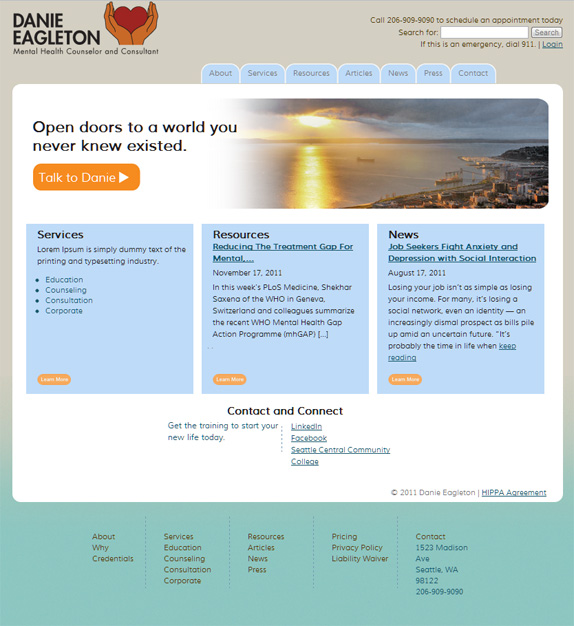 DANIE
EAGLETON
Mental Health Counselor and Consultant
Call 206-909-9090 to schedule an appointment today
Search for: Search
If this is an emergency, dial 911. | Login
About Services Resources Articles News Press Contact
Open doors to a world you
never knew existed.
Talk to Danie
Services
Lorem Ipsum is simply dummy text of the
printing and typesetting industry.
Education
Counseling
Consultation
Corporate
Learn More
Resources
Reducing The Treatment Gap For
Mental,...
November 17, 2011
In this week's PLoS Medicine, Shekhar
Saxena of the WHO in Geneva,
Switzerland and colleagues summarize
the recent WHO Mental Health Gap
Action Programme (mhGAP) [...]
Learn More
News
Job Seekers Fight Anxiety and
Depression with Social Interaction
August 17, 2011
Losing your job isn't as simple as losing
your income. For many, it's losing a
social network, even an identity — an
increasingly dismal prospect as bills pile
up amid an uncertain future. "It's
probably the time in life when keep
reading
Learn More
Contact and Connect
Get the training to start your
new life today.
LinkedIn
Facebook
Seattle Central Community
College
© 2011 Danie Eagleton | HIPPA Agreement
About
Why
Credentials
Services
Education
Counseling
Consultation
Corporate
Resources
Articles
News
Press
Pricing
Privacy Policy
Liability Waiver
Contact
1523 Madison
Ave
Seattle, WA
98122
206-909-9090